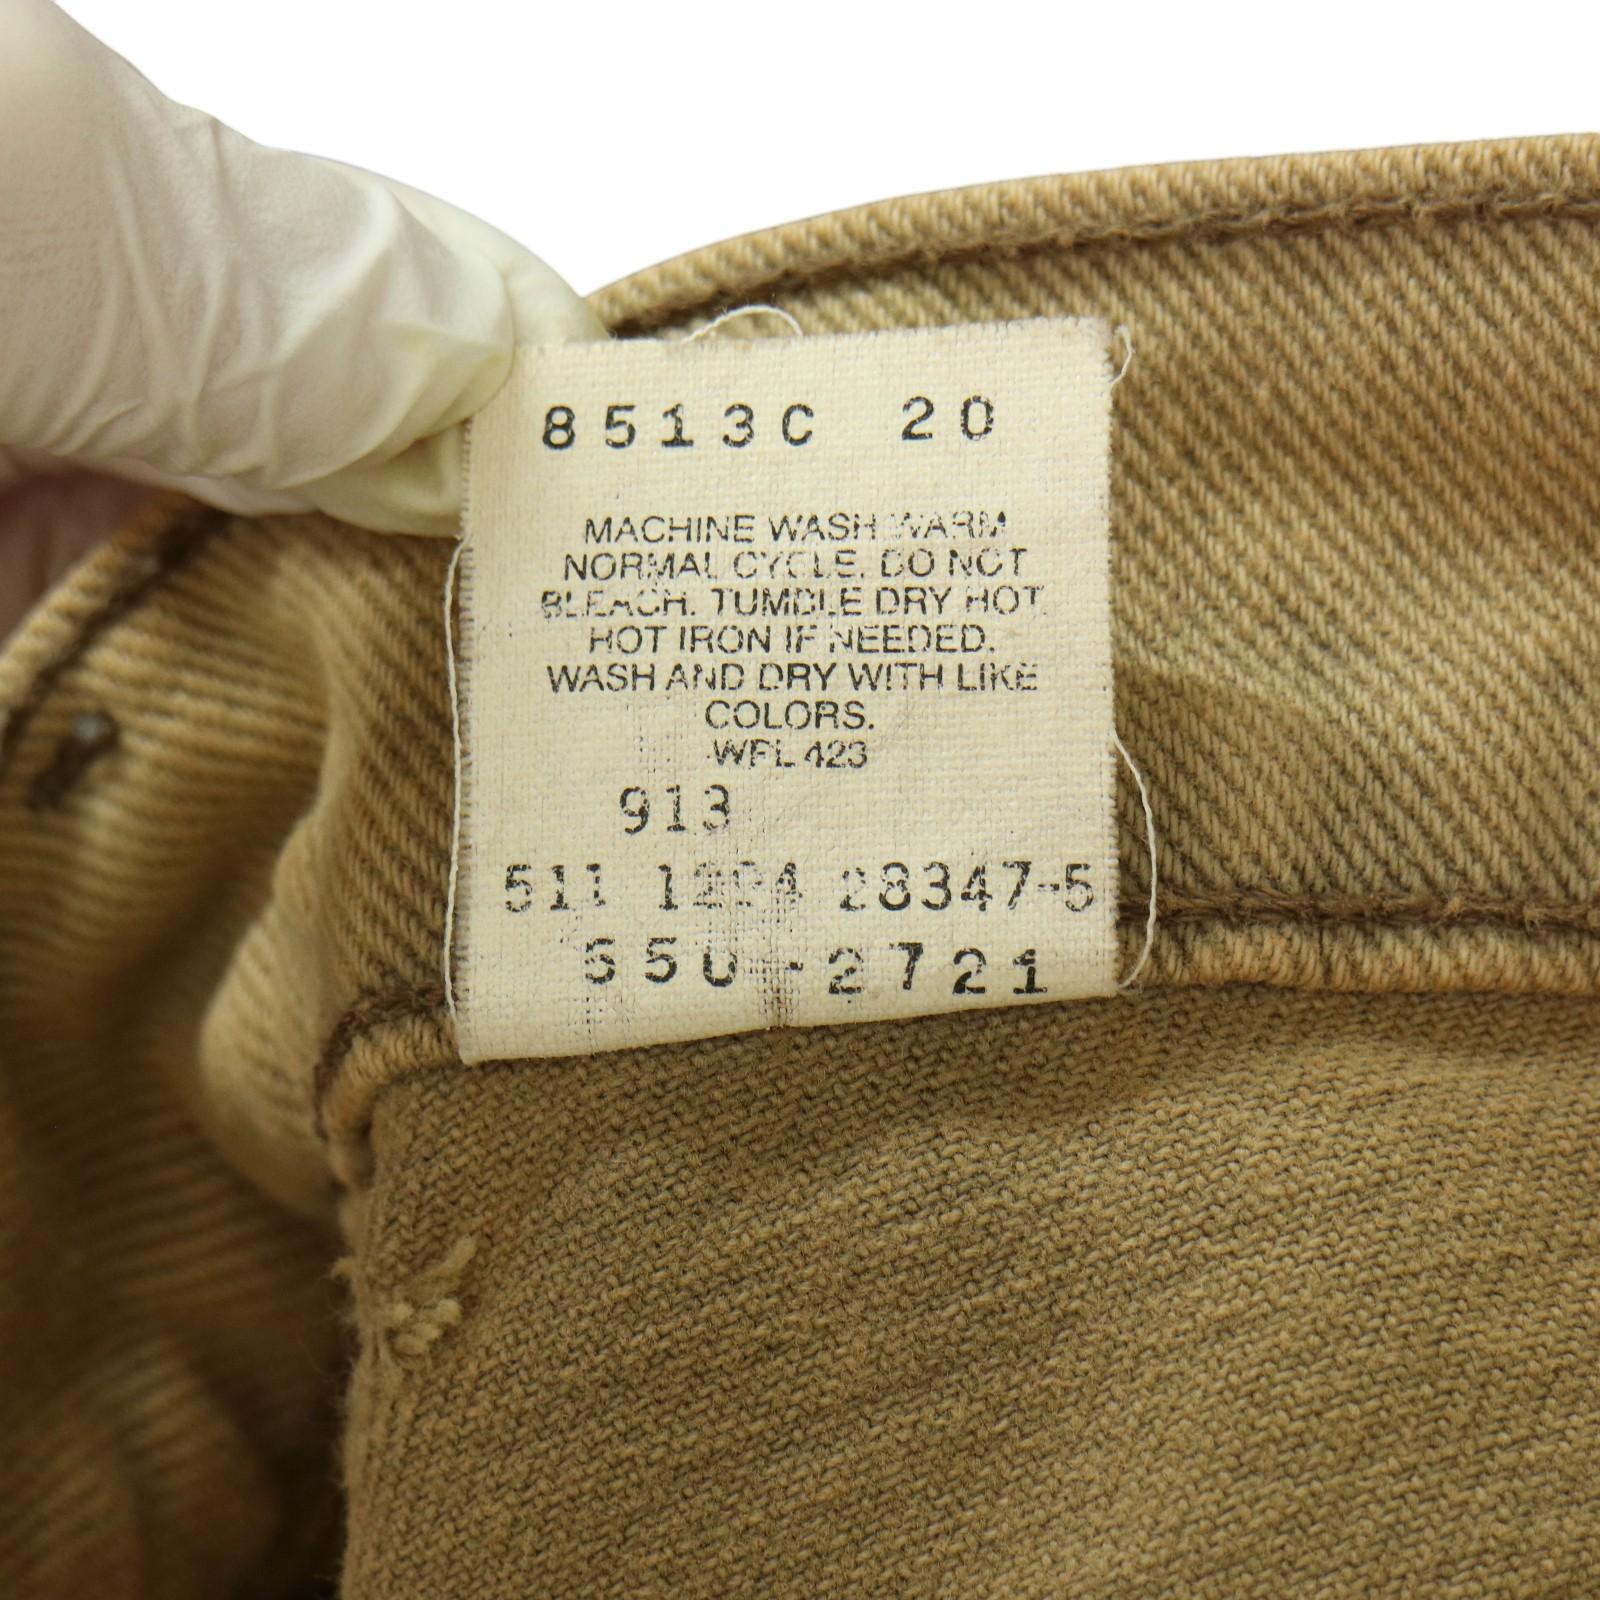 8513C 20
MACHINE WASH WARM
NORMAL CYCLE. DO NOT
BLEACH. TUMBLE DRY HOT.
HOT IRON IF NEEDED.
WASH AND DRY WITH LIKE
COLORS.
WPL 423
913
511 28347-5
550-2721